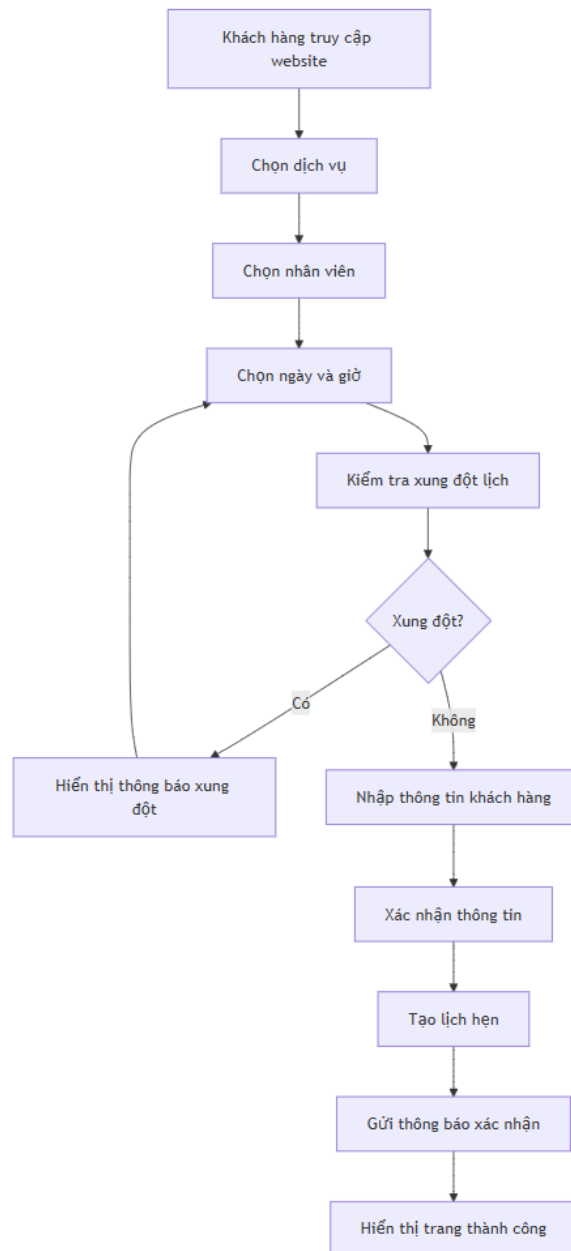 Khách hàng truy cập
website
Chọn dịch vụ
Chọn nhân viên
Chọn ngày và giờ
Kiểm tra xung đột lịch
Xung đột?
Có
Không
Hiển thị thông báo xung
đột
Nhập thông tin khách hàng
Xác nhận thông tin
Tạo lịch hẹn
Gửi thông báo xác nhận
Hiển thị trang thành công